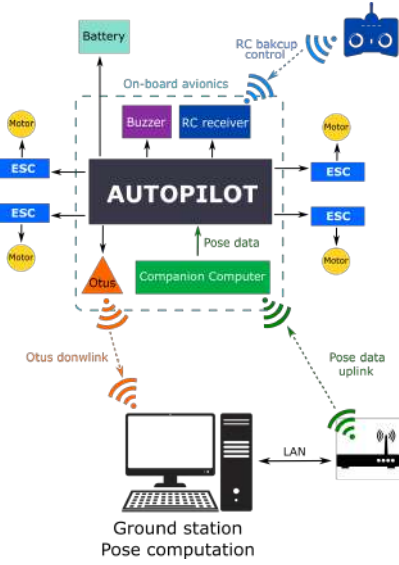 Battery
RC bakcup
control
On-board avionics
Buzzer
RC receiver
Motor
Motor
ESC
ESC
AUTOPILOT
ESC
ESC
Motor
Motor
Pose data
Otus
Companion Computer
Otus donwlink
Pose data
uplink
LAN
Ground station
Pose computation